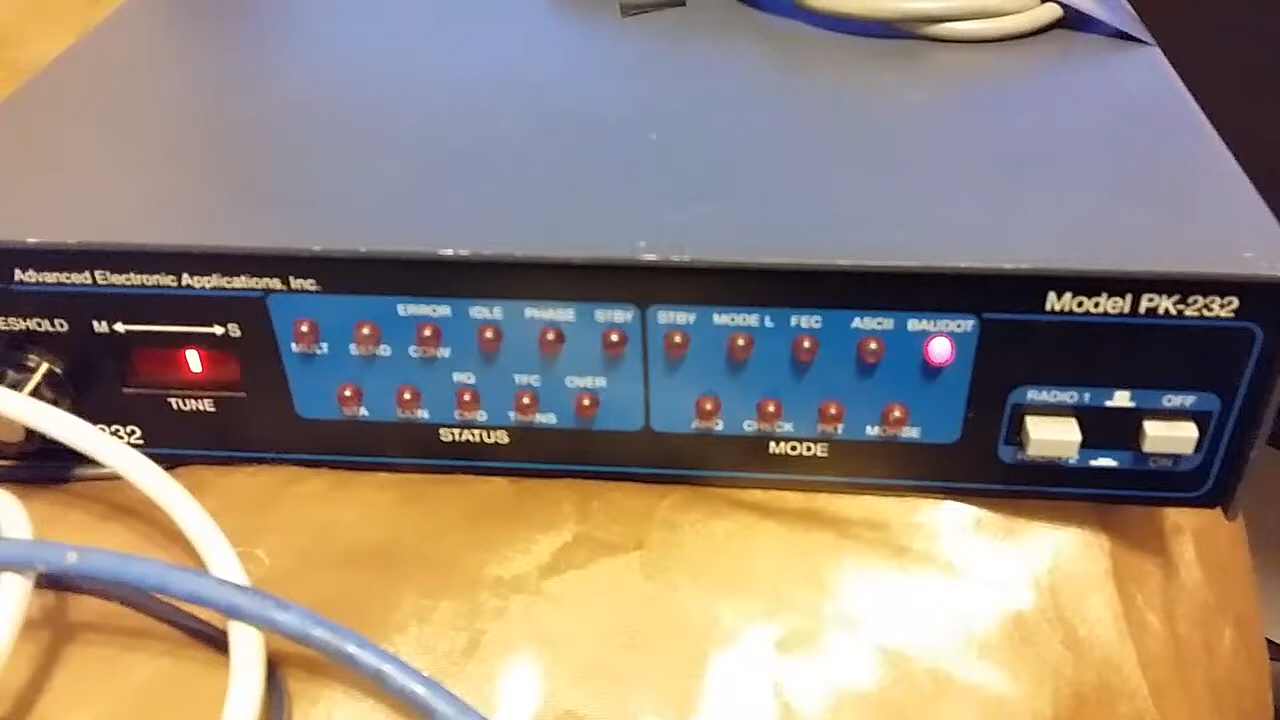 Advanced Electronic Applications, Inc.
Model PK-232
ESHOLD M S
TUNE
232
ERROR IDLE PHASE STBY
MULT SEND CONV
RQ TFC OVER
STA CON CMD TRANS
STATUS
STBY MODE L FEC ASCII BAUDOT
ARQ CHECK PKT MORSE
MODE
RADIO 1 OFF
ON